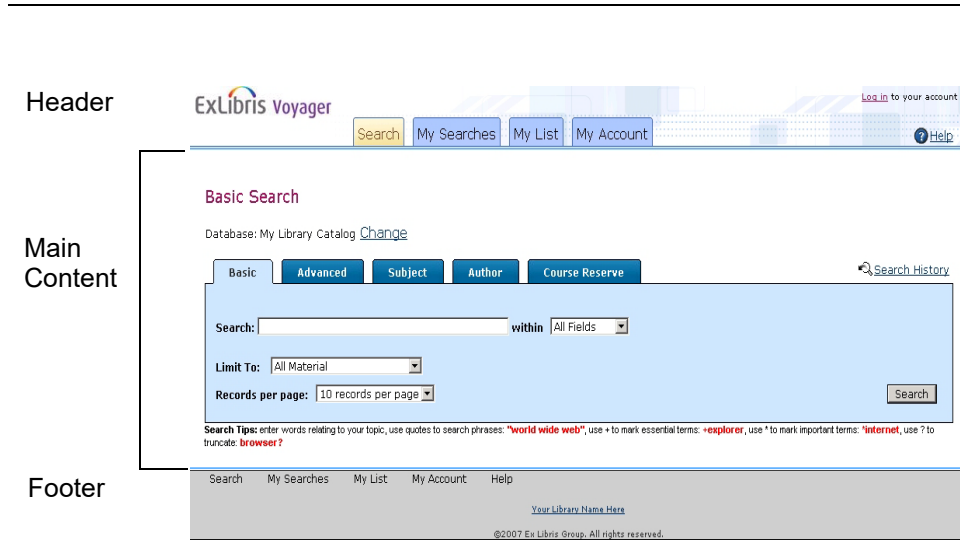 Header
ExLibris Voyager
Log in to your account
Search My Searches My List My Account
Help
Main
Content
Basic Search
Database: My Library Catalog Change
Basic Advanced Subject Author Course Reserve
Search History
Search: within All Fields
Limit To: All Material
Records per page: 10 records per page
Search
Search Tips: enter words relating to your topic, use quotes to search phrases: "world wide web", use + to mark essential terms: +explorer, use * to mark important terms: *internet, use ? to
truncate: browser?
Footer
Search My Searches My List My Account Help
Your Library Name Here
©2007 Ex Libris Group. All rights reserved.